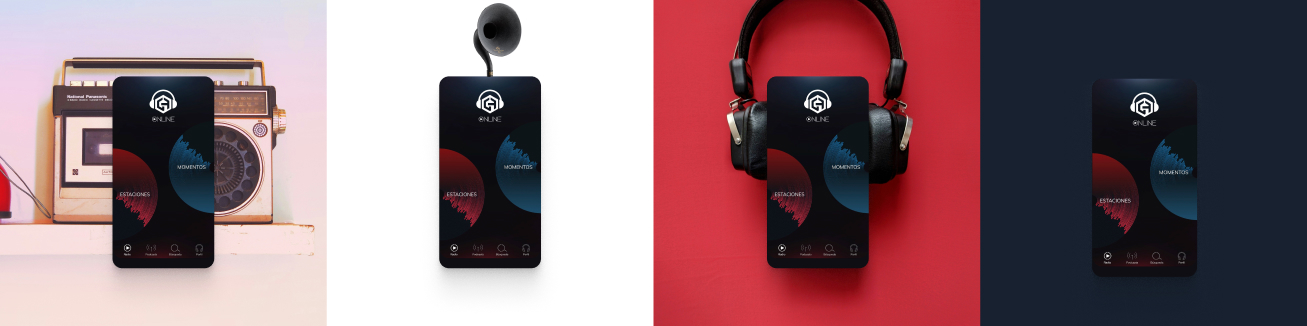 National Panasonic
ONLINE
MOMENTOS
ESTACIONES
Radio
Podcasts
Búsqueda
Perfil
ONLINE
MOMENTOS
ESTACIONES
Radio
Podcasts
Búsqueda
Perfil
ONLINE
MOMENTOS
ESTACIONES
Radio
Podcasts
Búsqueda
Perfil
ONLINE
MOMENTOS
ESTACIONES
Radio
Podcasts
Búsqueda
Perfil